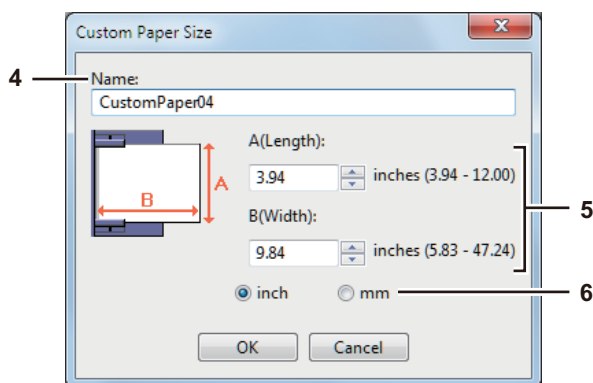 Custom Paper Size
4
Name:
CustomPaper04
A(Length):
3.94 inches (3.94 - 12.00)
A
B
B(Width):
5
9.84 inches (5.83 - 47.24)
inch mm 6
OK Cancel